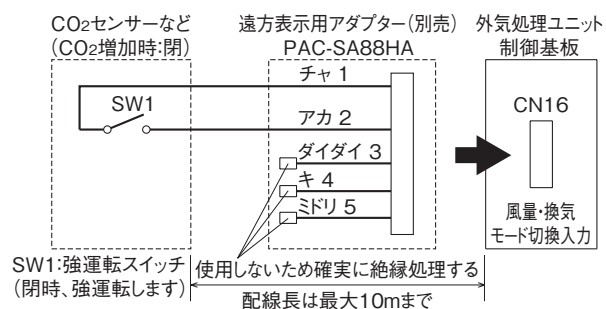 CO2センサーなど
(CO2増加時:閉)
遠方表示用アダプター(別売)
PAC-SA88HA
外気処理ユニット
制御基板
チャ 1
SW1
アカ 2
ダイダイ 3
キ 4
ミドリ 5
CN16
風量・換気
モード切換入力
SW1:強運転スイッチ
(閉時、強運転します)
使用しないため確実に絶縁処理する
配線長は最大10mまで